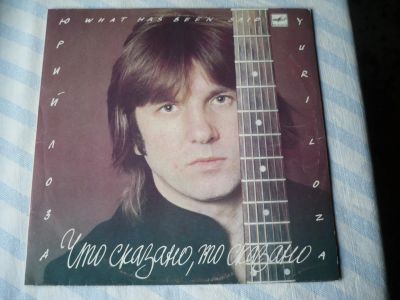 ЮРИЙ ЛОЗА
WHAT HAS BEEN SAID
YURI LOZA
Что сказано, то сказано